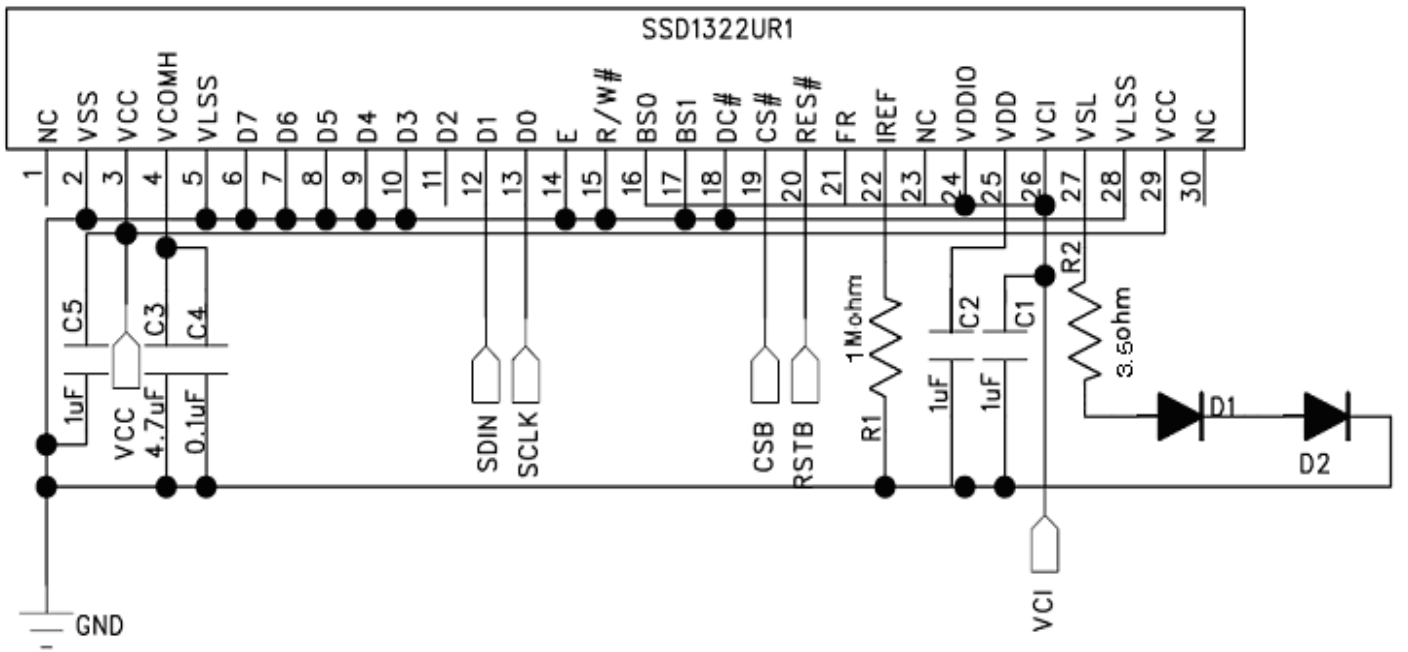 SSD1322UR1
NC
VSS
VCC
VCOMH
VLSS
D7
D6
D5
D4
D3
D2
D1
D0
E
R/W#
BS0
BS1
DC#
CS#
RES#
FR
IREF
NC
VDDIO
VDD
VCI
VSL
VLSS
VCC
NC
1
2
3
4
5
6
7
8
9
10
11
12
13
14
15
16
17
18
19
20
21
22
23
24
25
26
27
28
29
30
C5
1uF
VCC
C3
4.7uF
C4
0.1uF
SDIN
SCLK
CSB
RSTB
1Mohm
R1
C2
1uF
C1
1uF
R2
3.5ohm
D1
D2
VCI
GND